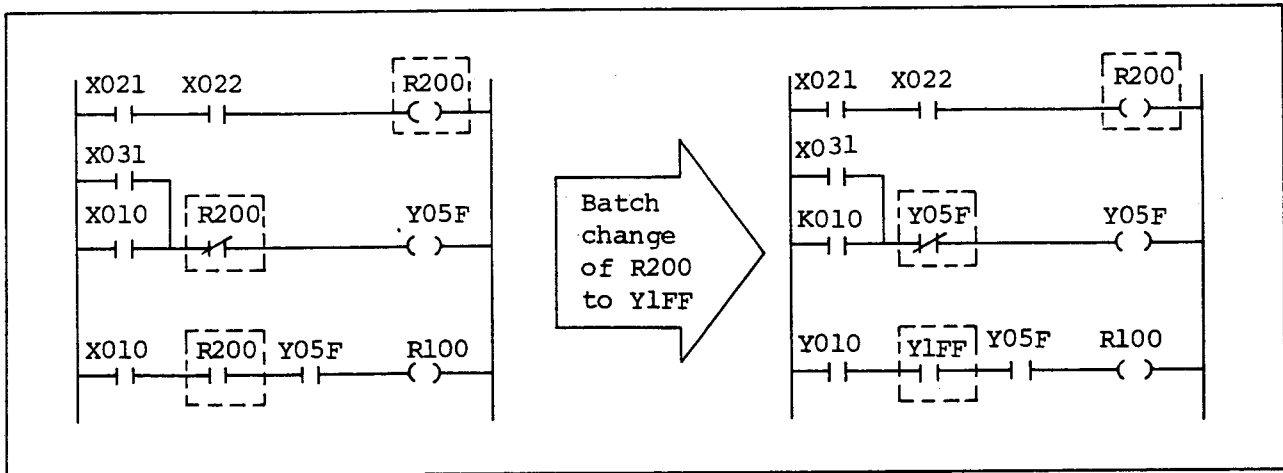 X021 X022 R200
X031
X010 R200 Y05F
X010 R200 Y05F R100
Batch
change
of R200
to Y1FF
X021 X022 R200
X031
K010 Y05F Y05F
Y010 Y1FF Y05F R100